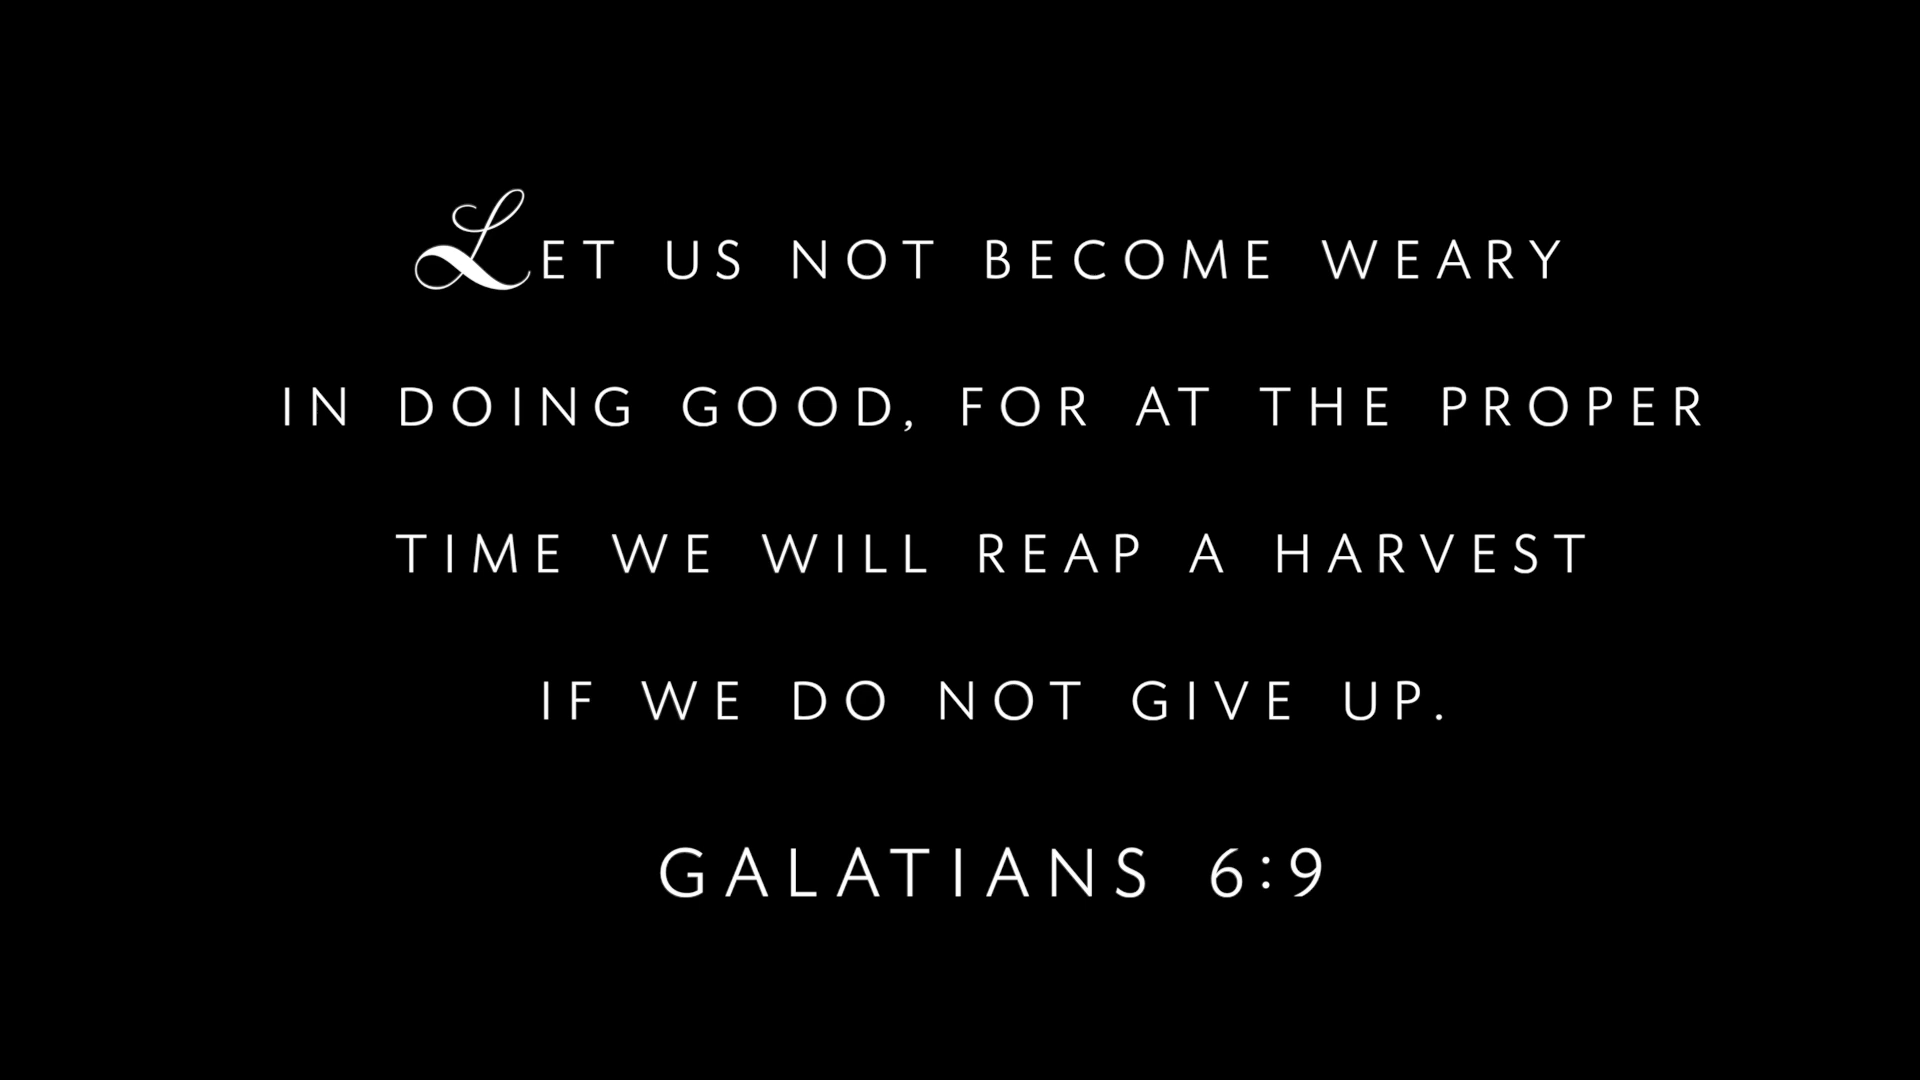 LET US NOT BECOME WEARY
IN DOING GOOD, FOR AT THE PROPER
TIME WE WILL REAP A HARVEST
IF WE DO NOT GIVE UP.
GALATIANS 6:9